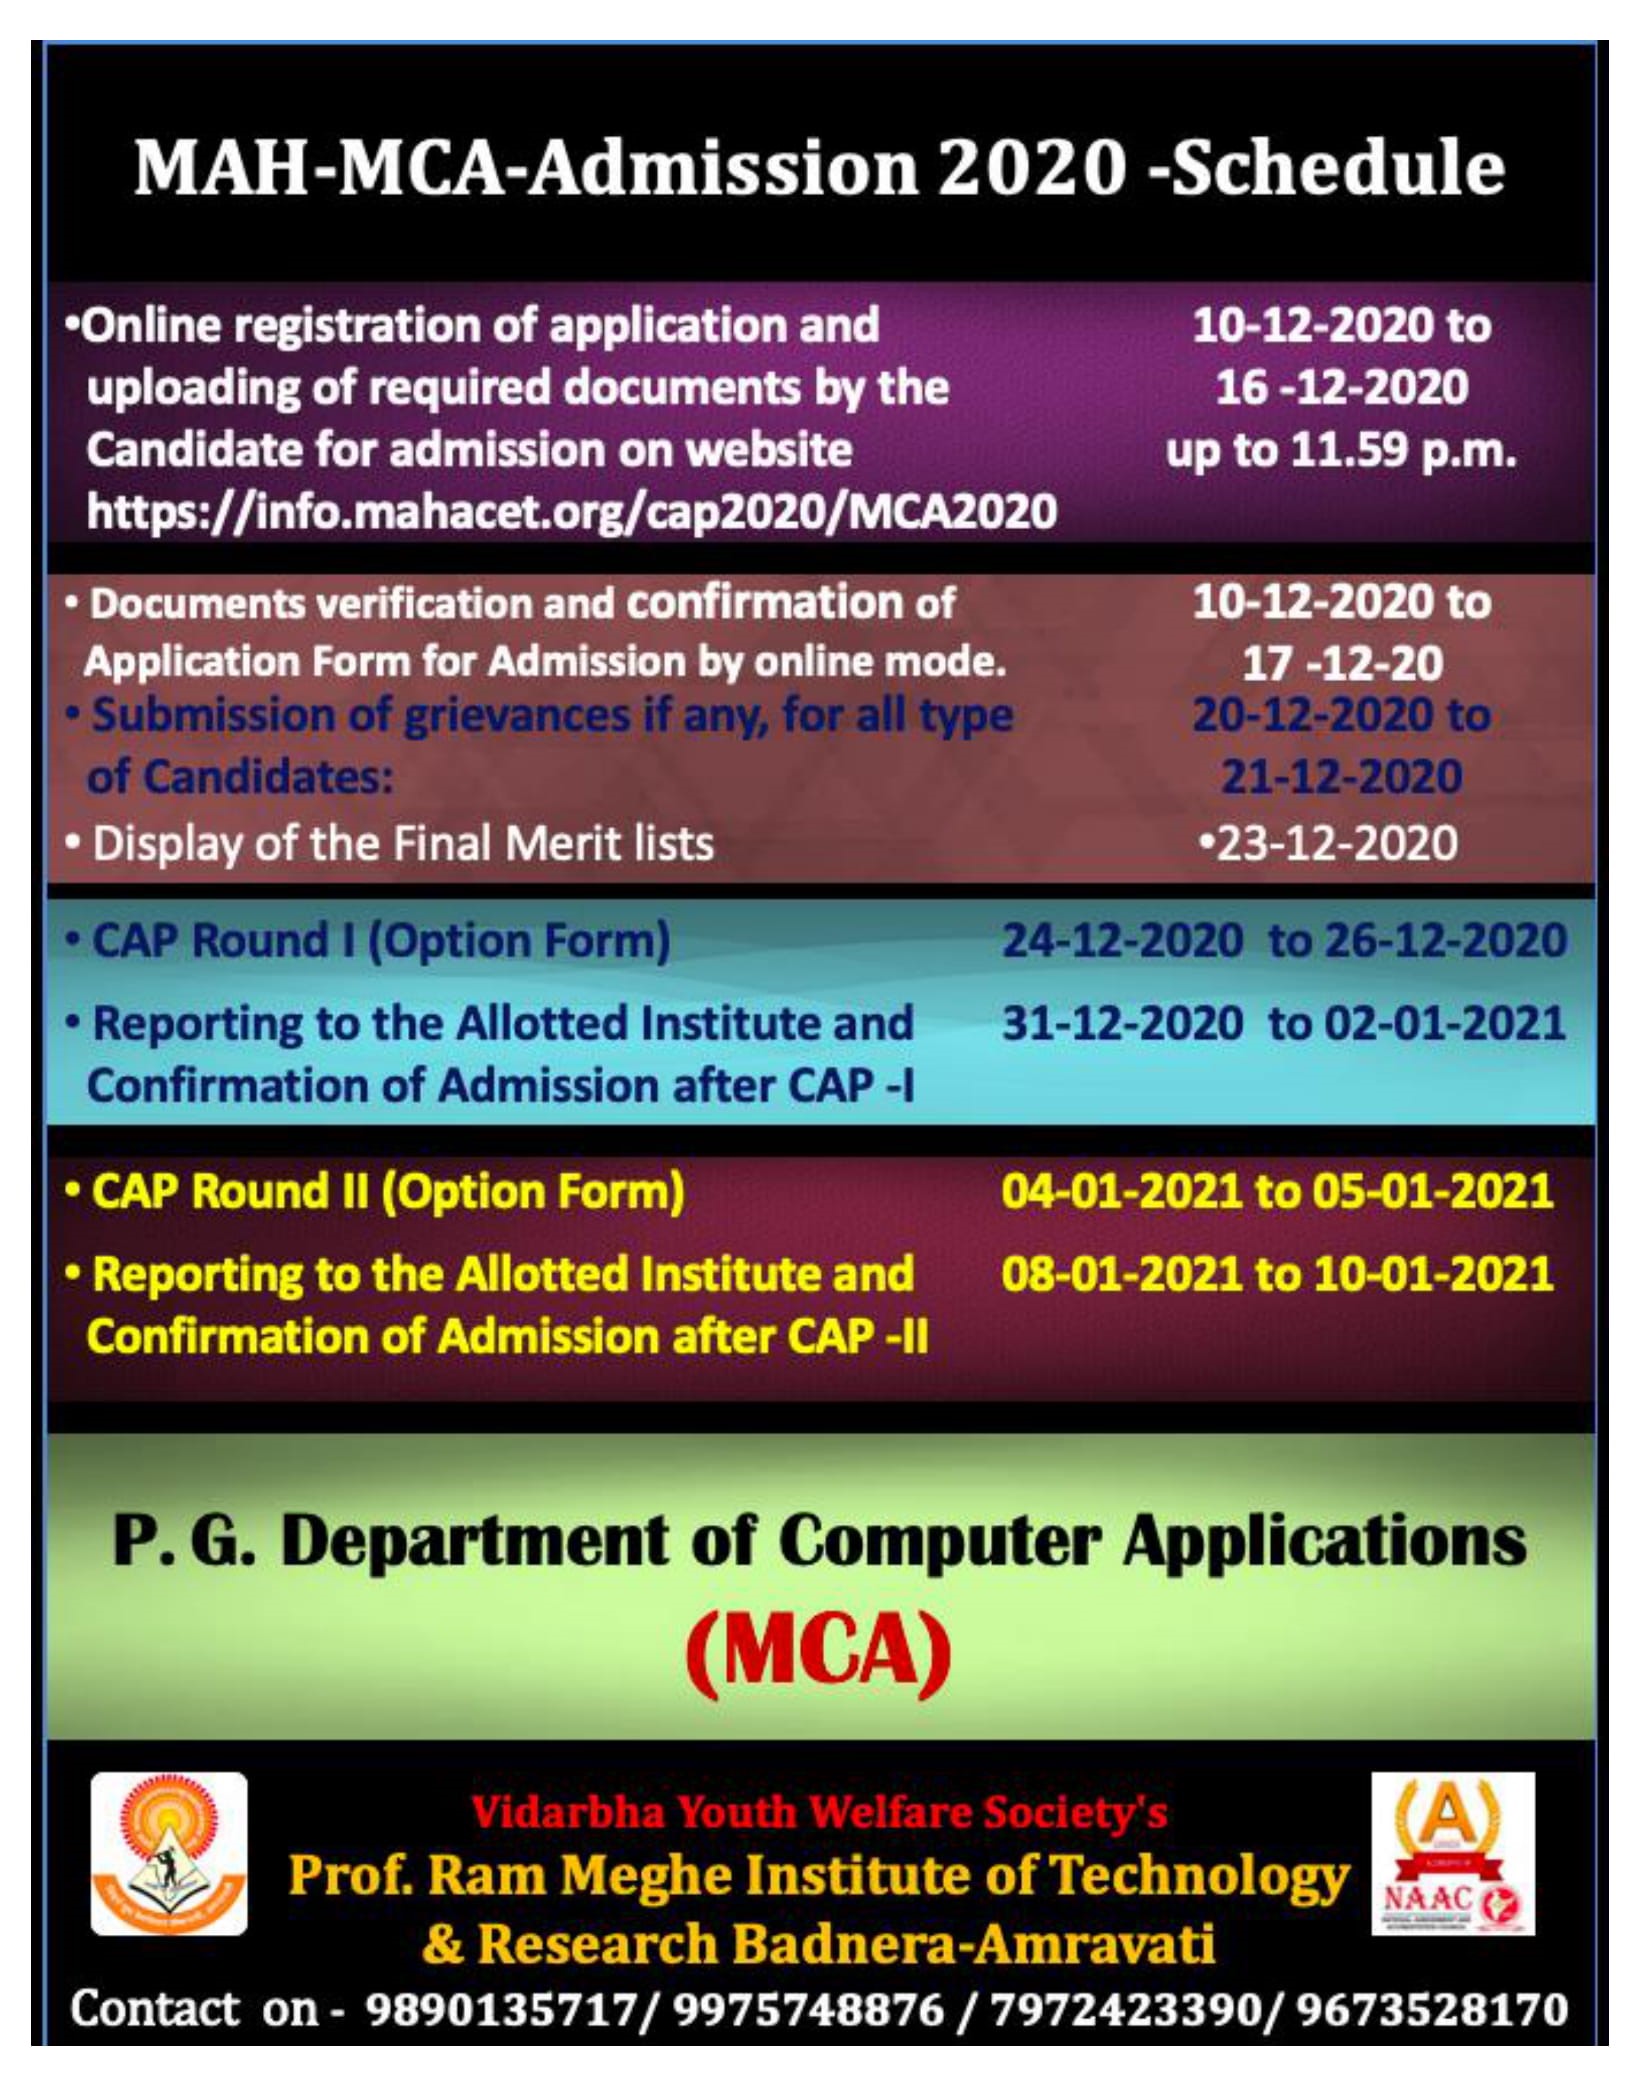 MAH-MCA-Admission 2020 -Schedule
•Online registration of application and
uploading of required documents by the
Candidate for admission on website
https://info.mahacet.org/cap2020/MCA2020
10-12-2020 to
16 -12-2020
up to 11.59 p.m.
• Documents verification and confirmation of
Application Form for Admission by online mode.
10-12-2020 to
17 -12-20
• Submission of grievances if any, for all type
of Candidates:
20-12-2020 to
21-12-2020
• Display of the Final Merit lists
•23-12-2020
• CAP Round I (Option Form)
24-12-2020 to 26-12-2020
• Reporting to the Allotted Institute and
Confirmation of Admission after CAP -I
31-12-2020 to 02-01-2021
• CAP Round II (Option Form)
04-01-2021 to 05-01-2021
• Reporting to the Allotted Institute and
Confirmation of Admission after CAP -II
08-01-2021 to 10-01-2021
P. G. Department of Computer Applications
(MCA)
Vidarbha Youth Welfare Society's
Prof. Ram Meghe Institute of Technology
& Research Badnera-Amravati
A
NAAC
Contact on - 9890135717/ 9975748876 / 7972423390/ 9673528170